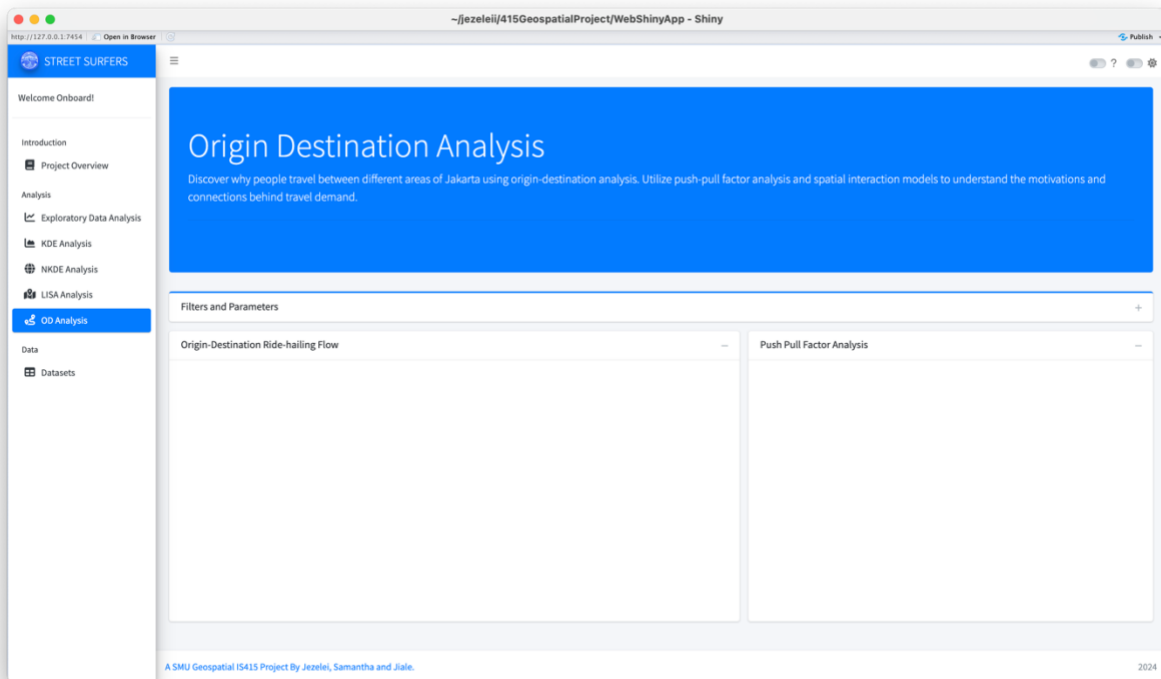 ~/jezeleii/415GeospatialProject/WebShinyApp - Shiny
http://127.0.0.1:7454 Open in Browser Publish
STREET SURFERS
?
Welcome Onboard!
Introduction
Project Overview
Analysis
Exploratory Data Analysis
KDE Analysis
NKDE Analysis
LISA Analysis
OD Analysis
Data
Datasets
Origin Destination Analysis
Discover why people travel between different areas of Jakarta using origin-destination analysis. Utilize push-pull factor analysis and spatial interaction models to understand the motivations and
connections behind travel demand.
Filters and Parameters
Origin-Destination Ride-hailing Flow
Push Pull Factor Analysis
A SMU Geospatial IS415 Project By Jezelei, Samantha and Jiale.
2024